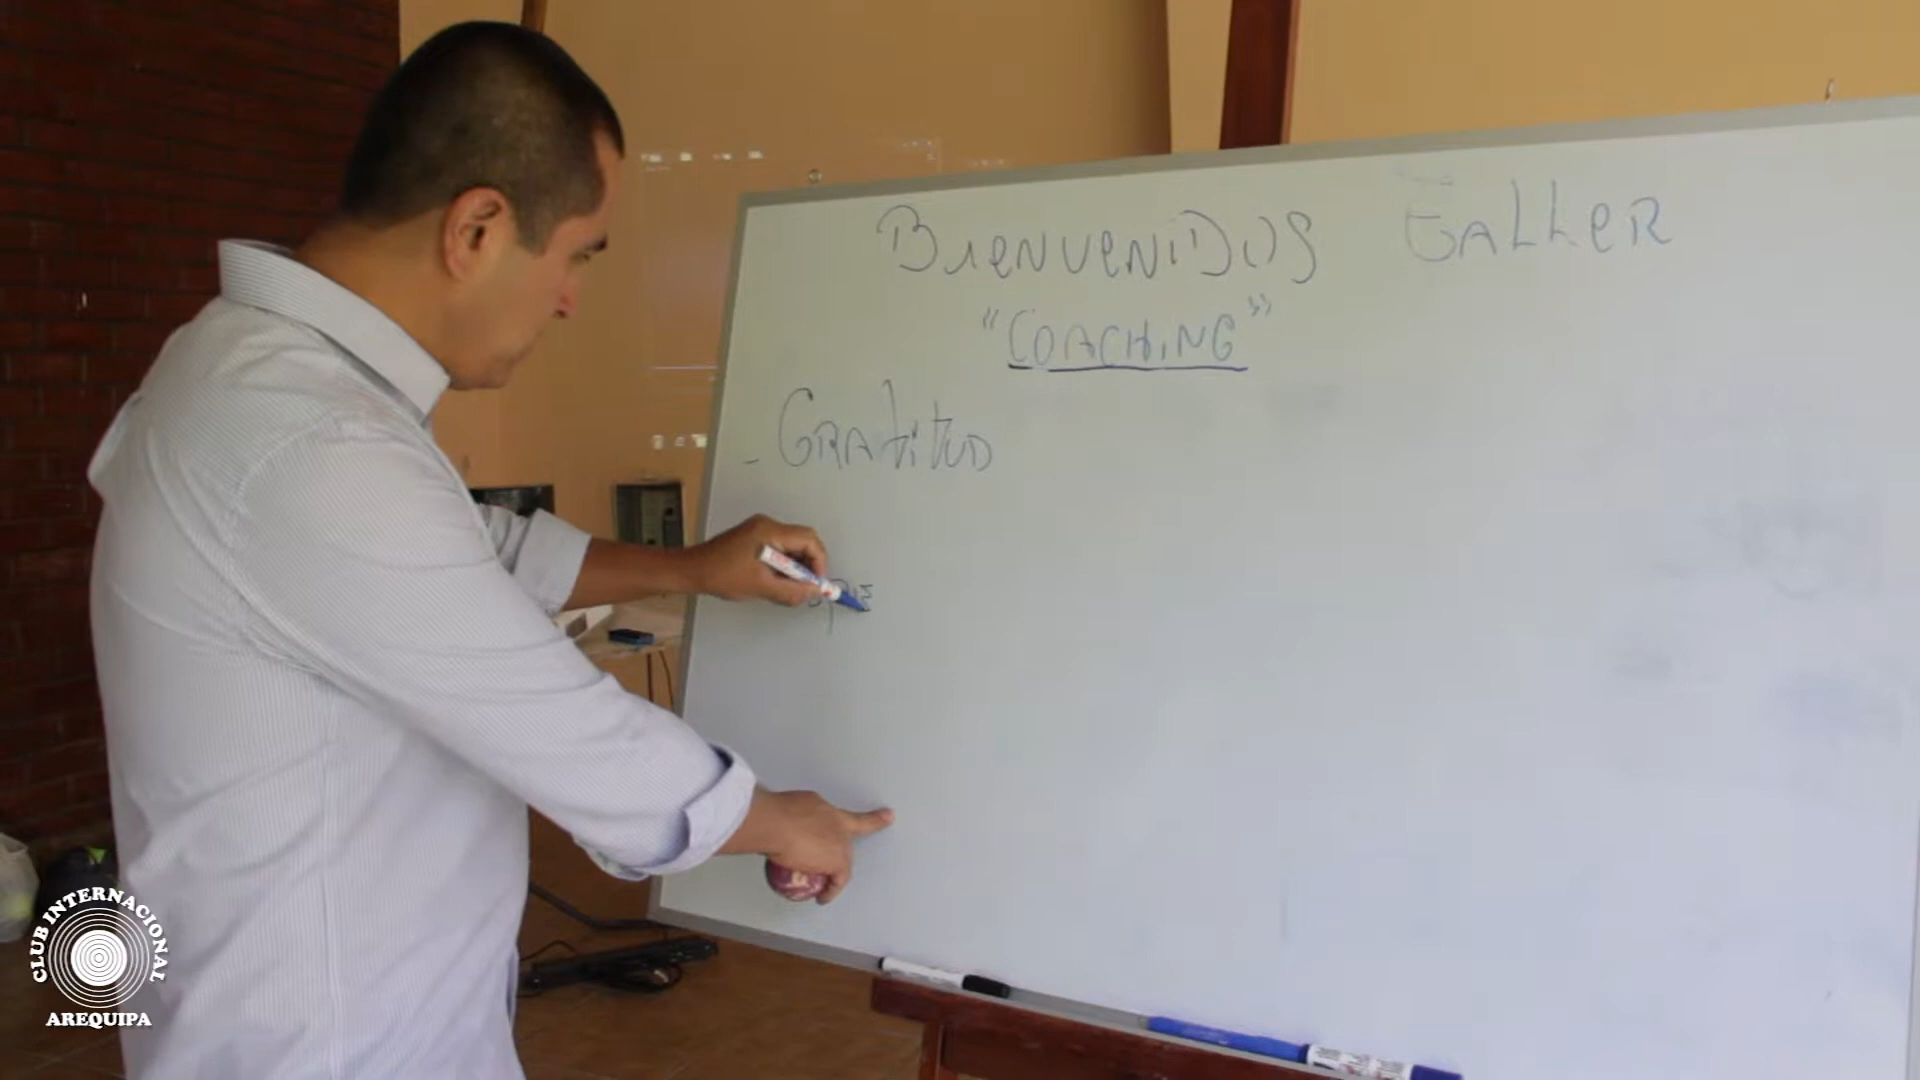 BIENVENIDOS TALLER
"COACHING"
- GRAtitUD
CLUB INTERNACIONAL
AREQUIPA